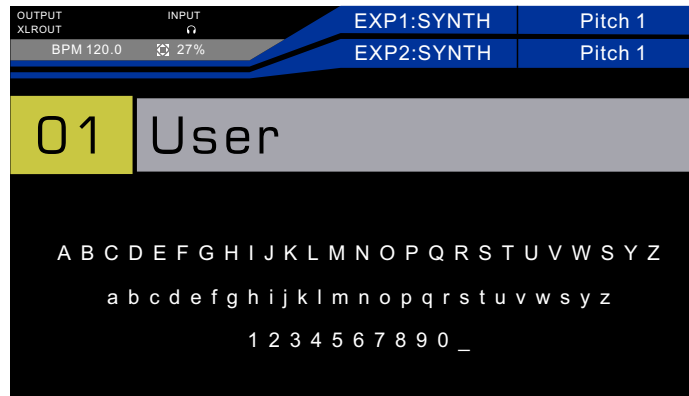 OUTPUT INPUT
XLROUT
EXP1:SYNTH Pitch 1
BPM 120.0 27%
EXP2:SYNTH Pitch 1
01 User
A B C D E F G H I J K L M N O P Q R S T U V W S Y Z
a b c d e f g h i j k l m n o p q r s t u v w s y z
1 2 3 4 5 6 7 8 9 0 _